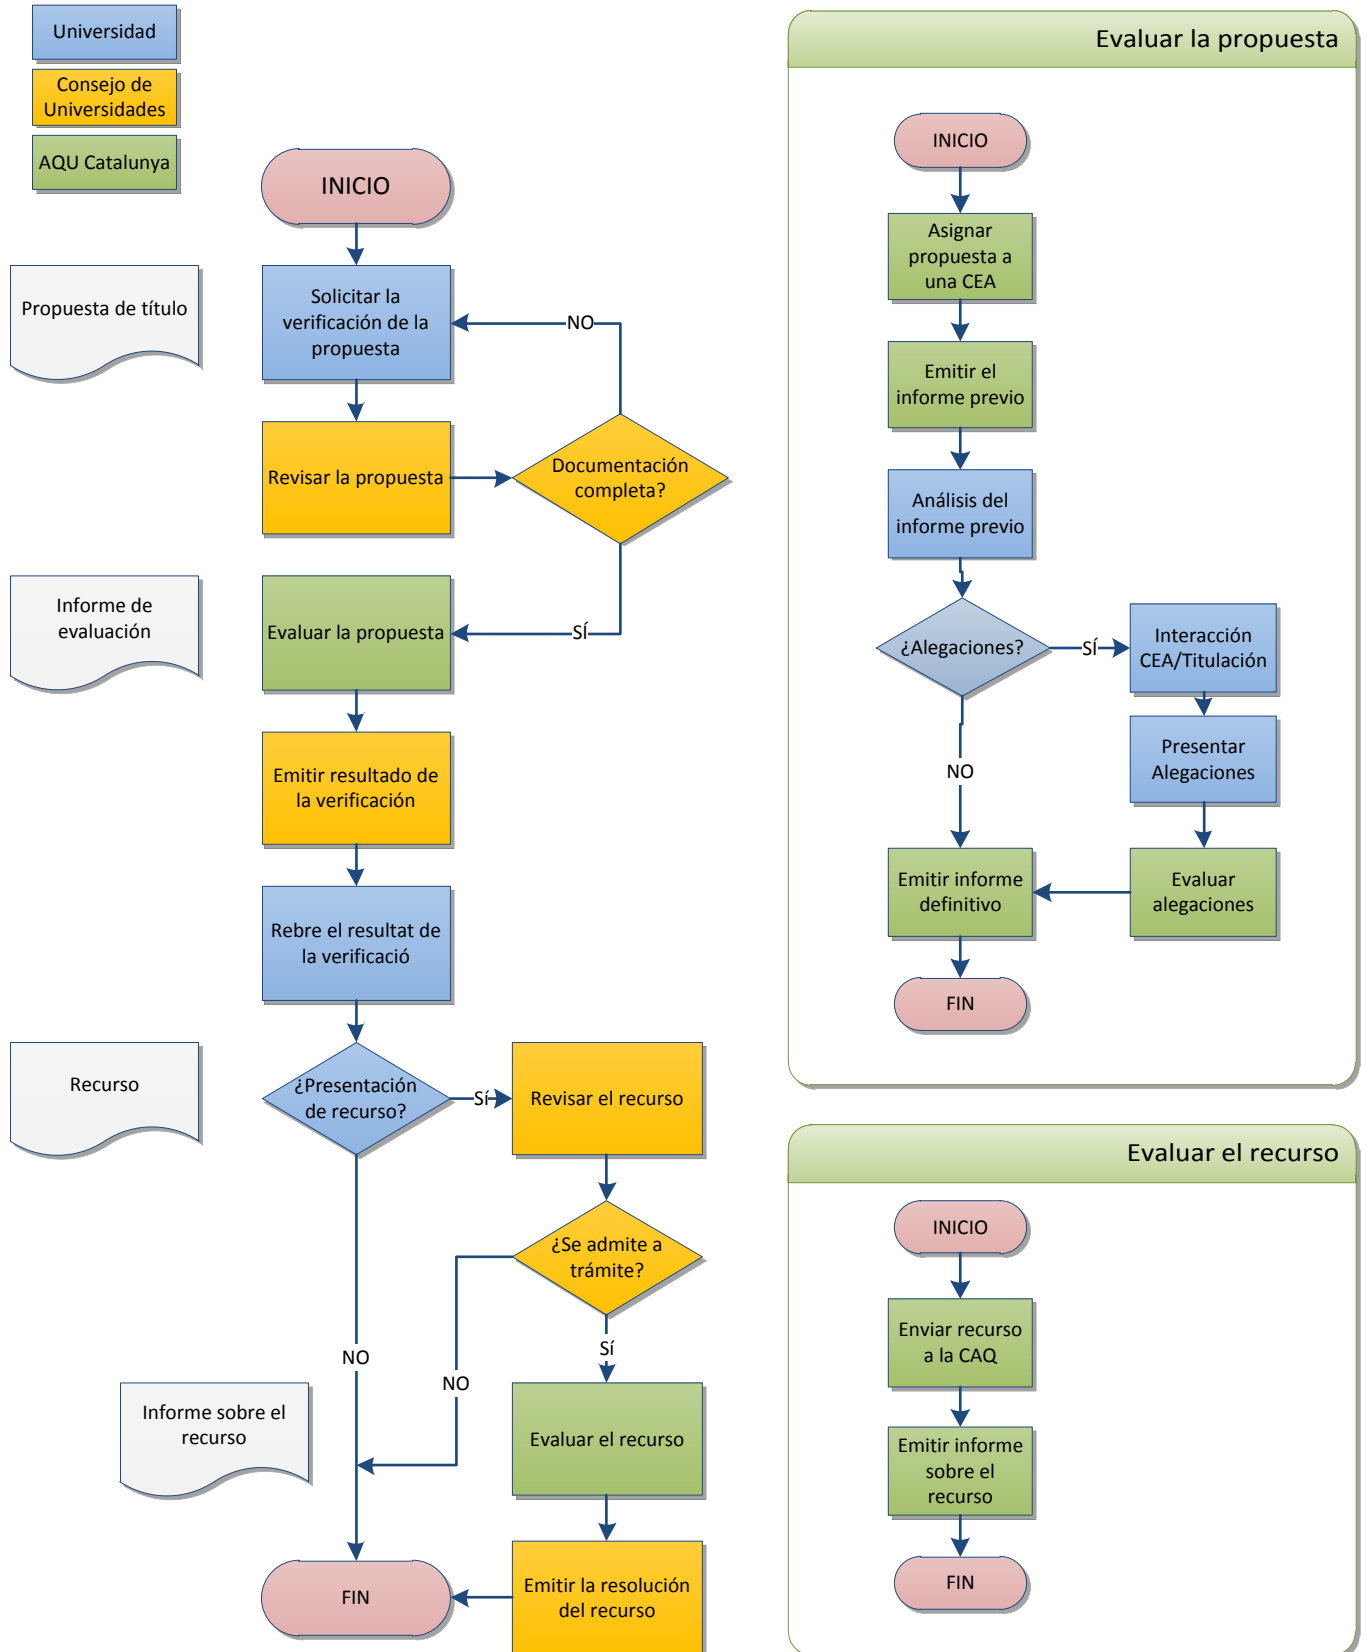 Universidad
Consejo de
Universidades
AQU Catalunya
INICIO
Propuesta de título
Solicitar la
verificación de la
propuesta
NO
Revisar la propuesta
Documentación
completa?
Informe de
evaluación
Evaluar la propuesta
SÍ
Emitir resultado de
la verificación
Rebre el resultat de
la verificació
Recurso
¿Presentación
de recurso?
Sí
Revisar el recurso
¿Se admite a
trámite?
Sí
NO
NO
Informe sobre el
recurso
Evaluar el recurso
FIN
Emitir la resolución
del recurso
Evaluar la propuesta
INICIO
Asignar
propuesta a
una CEA
Emitir el
informe previo
Análisis del
informe previo
¿Alegaciones?
SÍ
Interacción
CEA/Titulación
Presentar
Alegaciones
NO
Emitir informe
definitivo
Evaluar
alegaciones
FIN
Evaluar el recurso
INICIO
Enviar recurso
a la CAQ
Emitir informe
sobre el
recurso
FIN